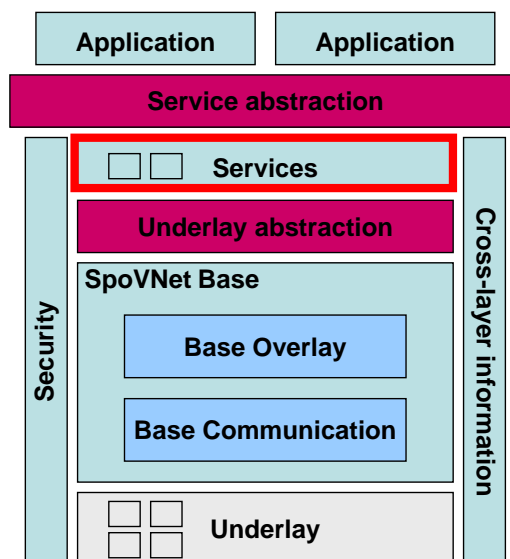 Application
Application
Service abstraction
Services
Underlay abstraction
SpoVNet Base
Base Overlay
Base Communication
Underlay
Security
Cross-layer information